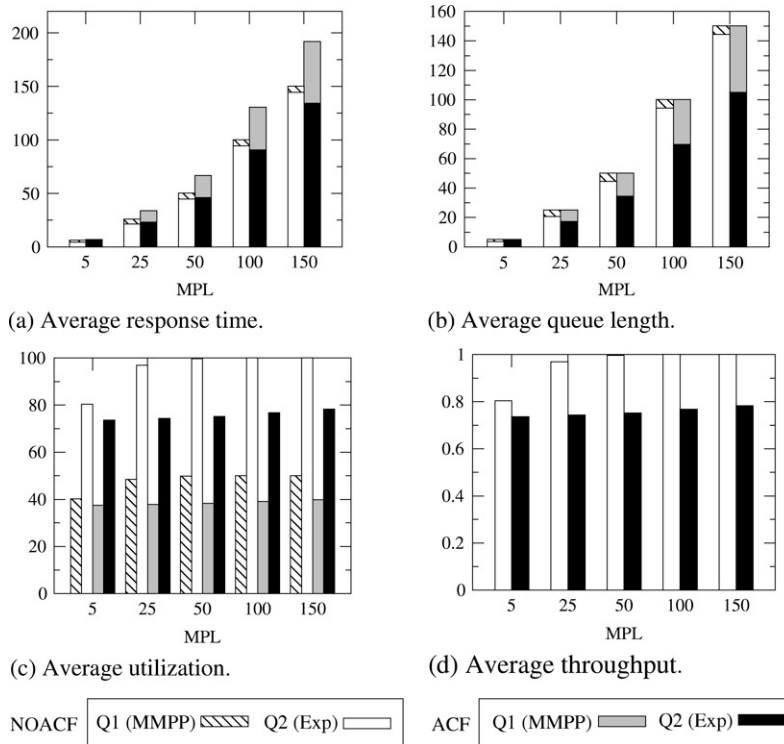 200
150
100
50
0
5 25 50 100 150
MPL
(a) Average response time.
160
140
120
100
80
60
40
20
0
5 25 50 100 150
MPL
(b) Average queue length.
100
80
60
40
20
0
5 25 50 100 150
MPL
(c) Average utilization.
1
0.8
0.6
0.4
0.2
0
5 25 50 100 150
MPL
(d) Average throughput.
NOACF Q1 (MMPP) Q2 (Exp)
ACF Q1 (MMPP) Q2 (Exp)